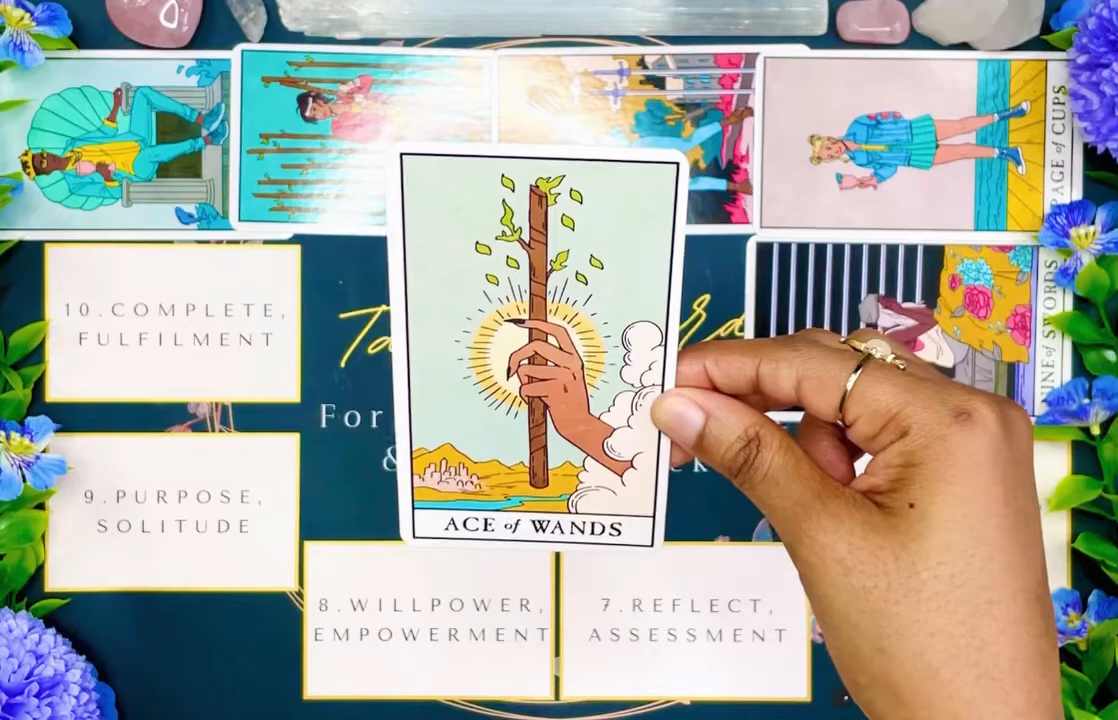 PAGE of CUPS
NINE of SWORDS
10.COMPLETE,
FULFILMENT
For
&
9.PURPOSE,
SOLITUDE
ACE of WANDS
8.WILLPOWER,
EMPOWERMENT
7.REFLECT,
ASSESSMENT